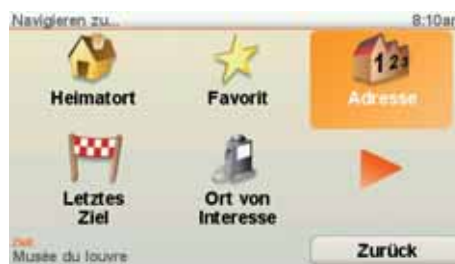 Navigieren zu...
8:10am
Heimatort
Favorit
123
Adresse
Letztes
Ziel
Ort von
Interesse
Ziel:
Musée du louvre
Zurück